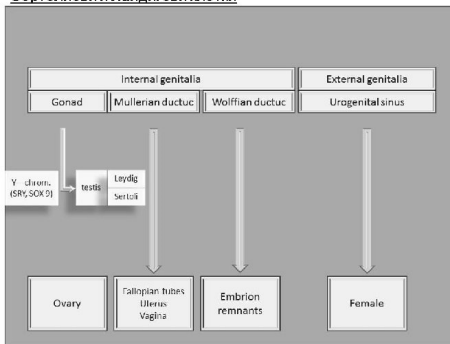 Internal genitalia
External genitalia
Gonad
Mullerian ductuc
Wolffian ductuc
Urogenital sinus
Y chrom.
(SRY, SOX 9)
testis
Leydig
Sertoli
Ovary
Fallopian tubes
Uterus
Vagina
Embrion
remnants
Female